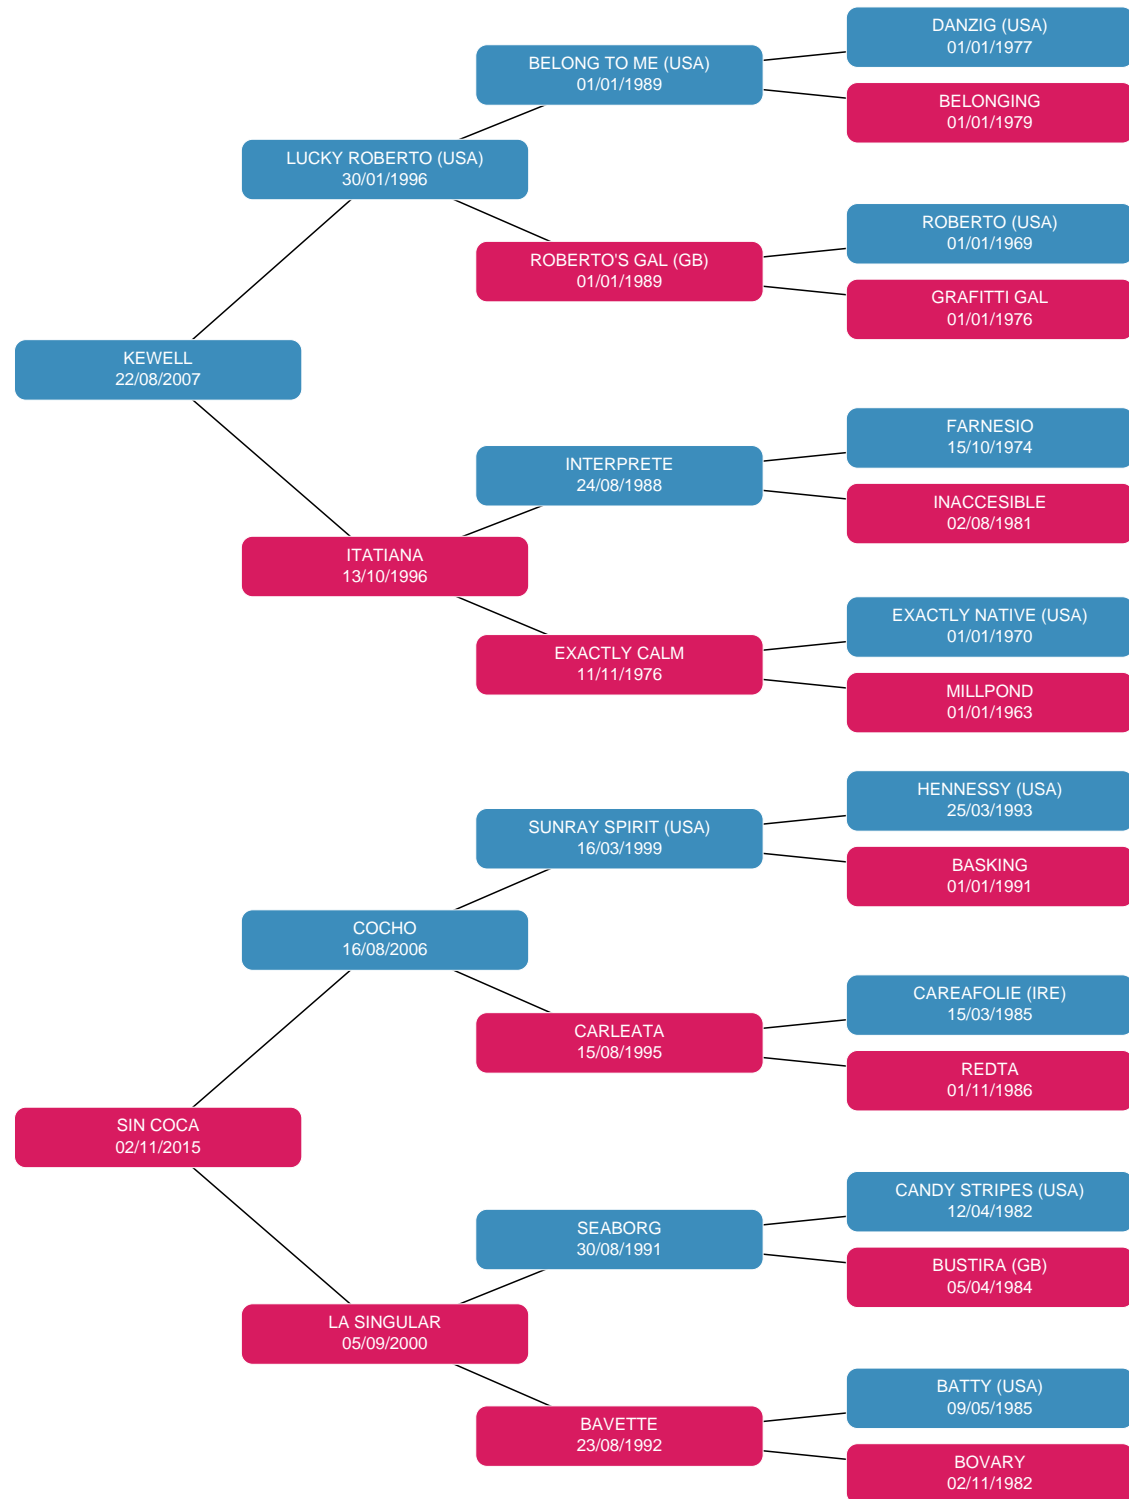 DANZIG (USA)
01/01/1977
BELONG TO ME (USA)
01/01/1989
BELONGING
01/01/1979
LUCKY ROBERTO (USA)
30/01/1996
ROBERTO (USA)
01/01/1969
ROBERTO'S GAL (GB)
01/01/1989
GRAFITTI GAL
01/01/1976
KEWELL
22/08/2007
FARNESIO
15/10/1974
INTERPRETE
24/08/1988
INACCESIBLE
02/08/1981
ITATIANA
13/10/1996
EXACTLY NATIVE (USA)
01/01/1970
EXACTLY CALM
11/11/1976
MILLPOND
01/01/1963
HENNESSY (USA)
25/03/1993
SUNRAY SPIRIT (USA)
16/03/1999
BASKING
01/01/1991
COCHO
16/08/2006
CAREAFOLIE (IRE)
15/03/1985
CARLEATA
15/08/1995
REDTA
01/11/1986
SIN COCA
02/11/2015
CANDY STRIPES (USA)
12/04/1982
SEABORG
30/08/1991
BUSTIRA (GB)
05/04/1984
LA SINGULAR
05/09/2000
BATTY (USA)
09/05/1985
BAVETTE
23/08/1992
BOVARY
02/11/1982